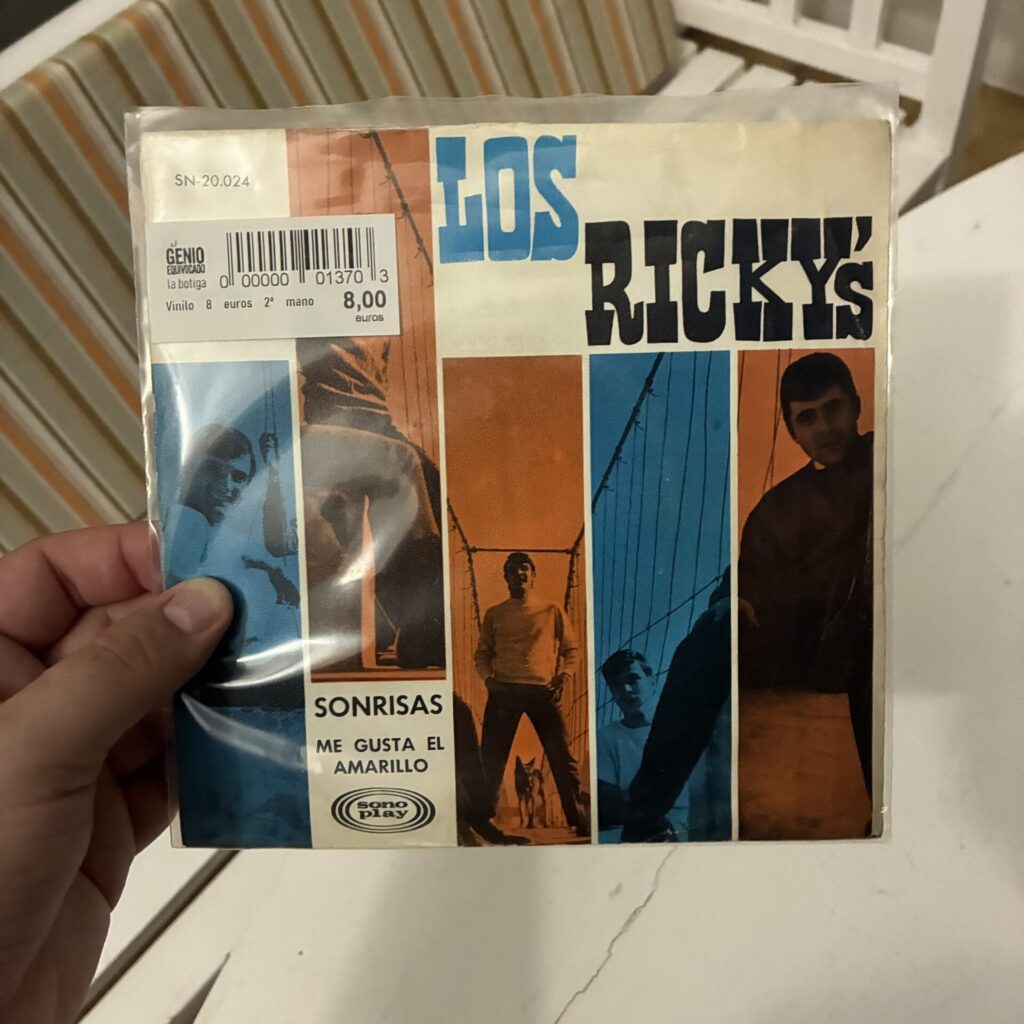 SN-20.024
LOS
RICKY'S
el
GENIO
EQUIVOCADO
la botiga
0 00000 01370 3
Vinilo 8 euros 2ª mano 8,00
euros
SONRISAS
ME GUSTA EL
AMARILLO
sono
play